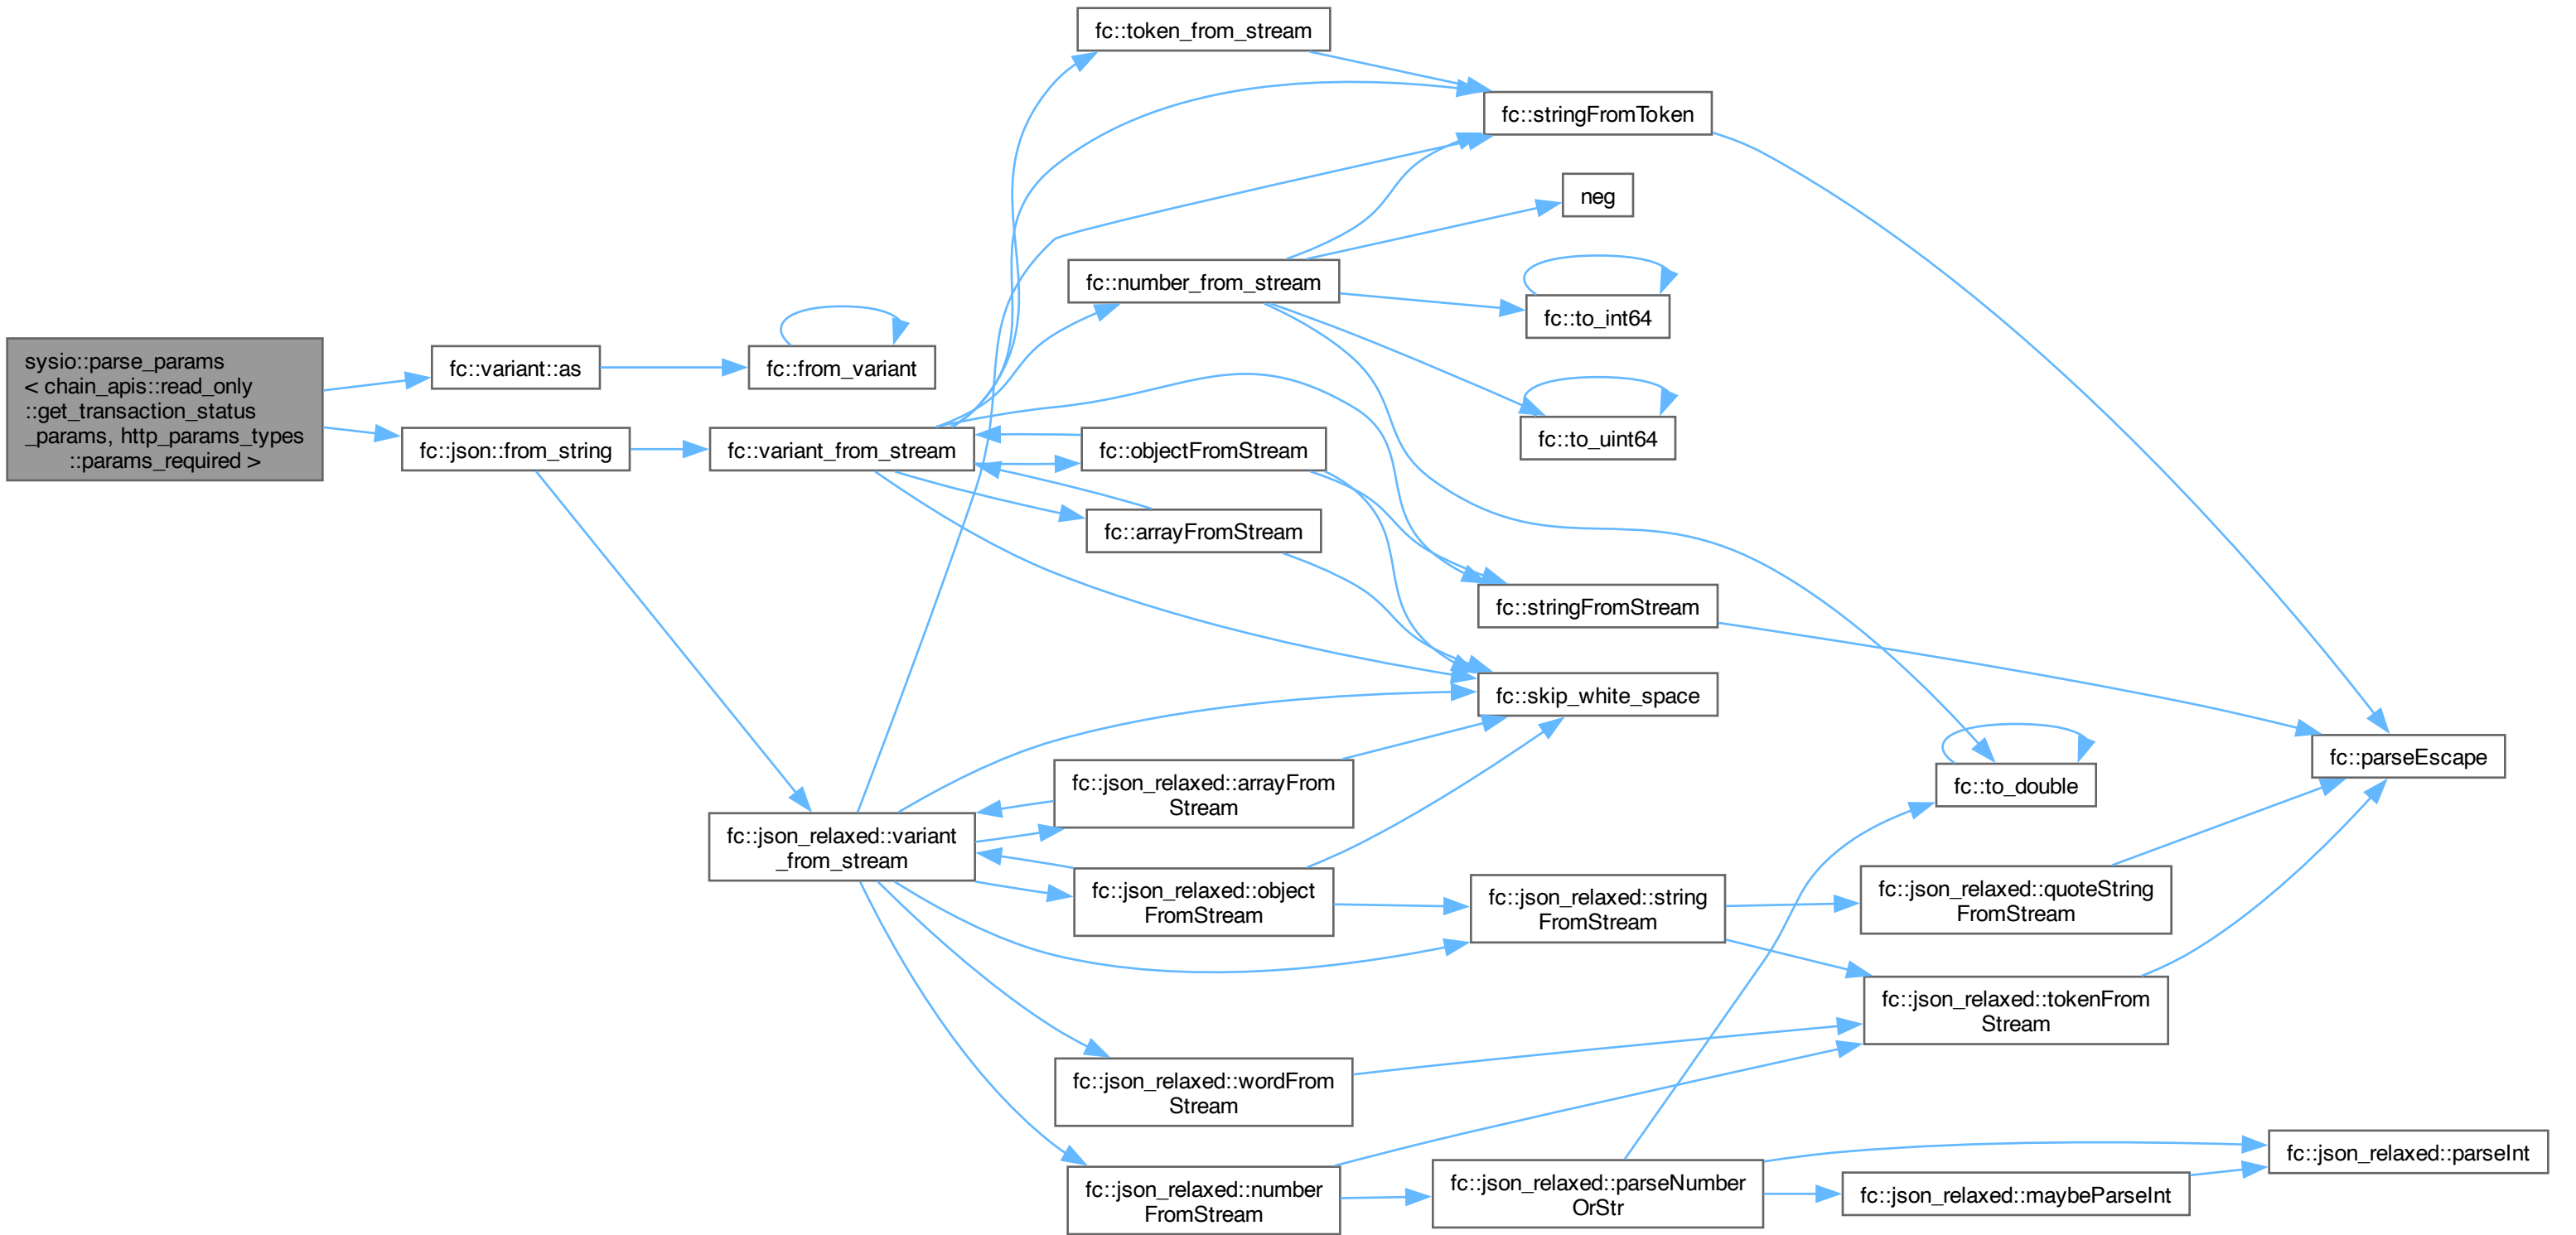 sysio::parse_params
< chain_apis::read_only
::get_transaction_status
_params, http_params_types
::params_required >
fc::variant::as
fc::from_variant
fc::json::from_string
fc::variant_from_stream
fc::token_from_stream
fc::stringFromToken
neg
fc::number_from_stream
fc::to_int64
fc::to_uint64
fc::objectFromStream
fc::arrayFromStream
fc::stringFromStream
fc::skip_white_space
fc::parseEscape
fc::to_double
fc::json_relaxed::variant
_from_stream
fc::json_relaxed::arrayFrom
Stream
fc::json_relaxed::object
FromStream
fc::json_relaxed::string
FromStream
fc::json_relaxed::quoteString
FromStream
fc::json_relaxed::tokenFrom
Stream
fc::json_relaxed::wordFrom
Stream
fc::json_relaxed::number
FromStream
fc::json_relaxed::parseNumber
OrStr
fc::json_relaxed::maybeParseInt
fc::json_relaxed::parseInt